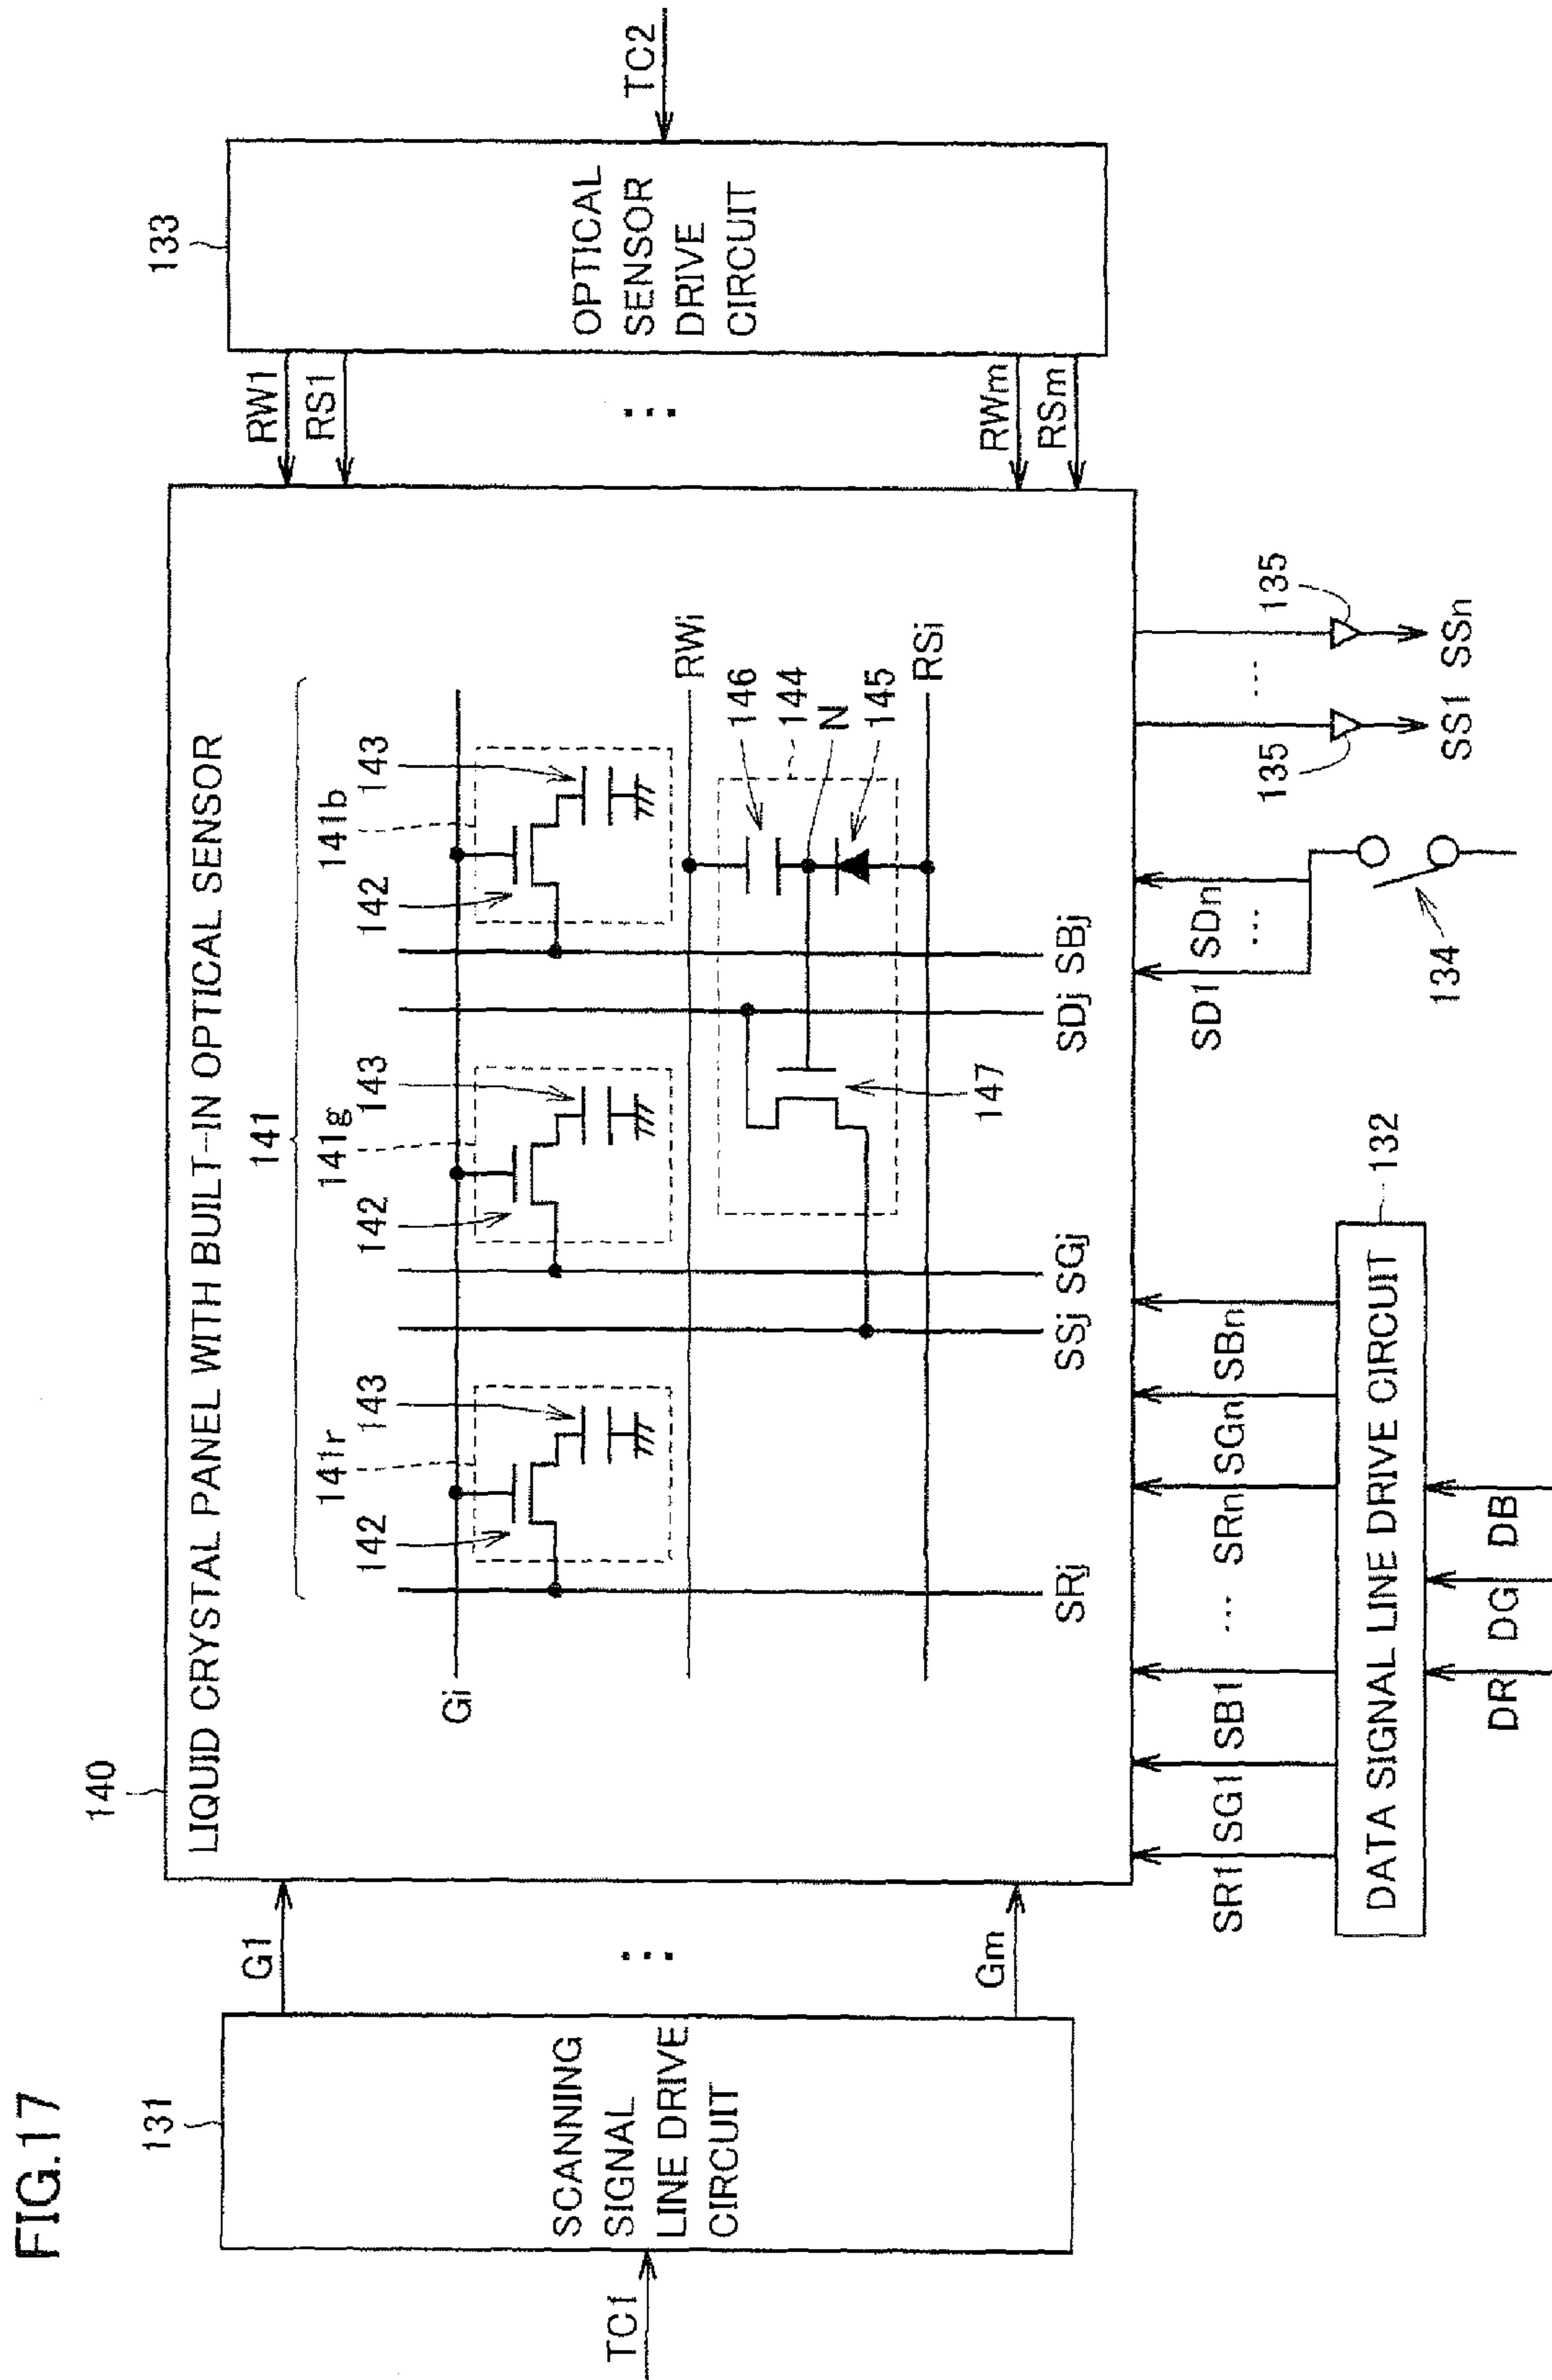 FIG.17
140
LIQUID CRYSTAL PANEL WITH BUILT-IN OPTICAL SENSOR
131
SCANNING
SIGNAL
LINE DRIVE
CIRCUIT
TC1
G1
⋮
Gm
133
OPTICAL
SENSOR
DRIVE
CIRCUIT
TC2
RW1
RS1
⋮
RWm
RSm
141
141r
141g
141b
142
143
142
143
142
143
Gi
RWi
146
144
N
145
RSi
147
SRj
SSj
SGj
SDj
SBj
SR1
SG1
SB1
...
SRn
SGn
SBn
SD1
SDn
...
134
135
...
135
SS1
SSn
132
DATA SIGNAL LINE DRIVE CIRCUIT
DR
DG
DB